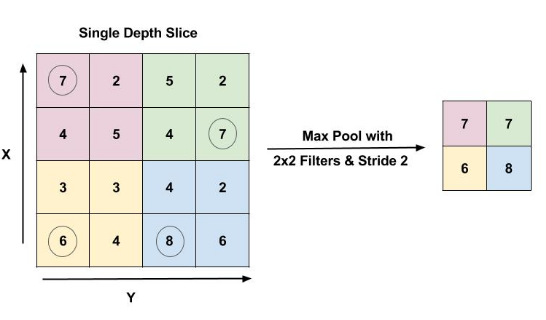 Single Depth Slice
7 2 5 2
4 5 4 7
X
3 3 4 2
6 4 8 6
Y
Max Pool with
2x2 Filters & Stride 2
7 7
6 8